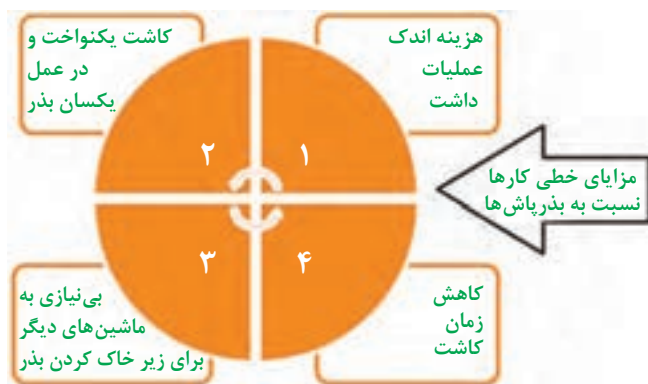 مزایای خطی کارها
نسبت به بذرپاش‌ها
هزینه اندک
عملیات
داشت
۱
کاشت یکنواخت و
در عمل
یکسان بذر
۲
بی‌نیازی به
ماشین‌های دیگر
برای زیر خاک کردن بذر
۳
کاهش
زمان
کاشت
۴